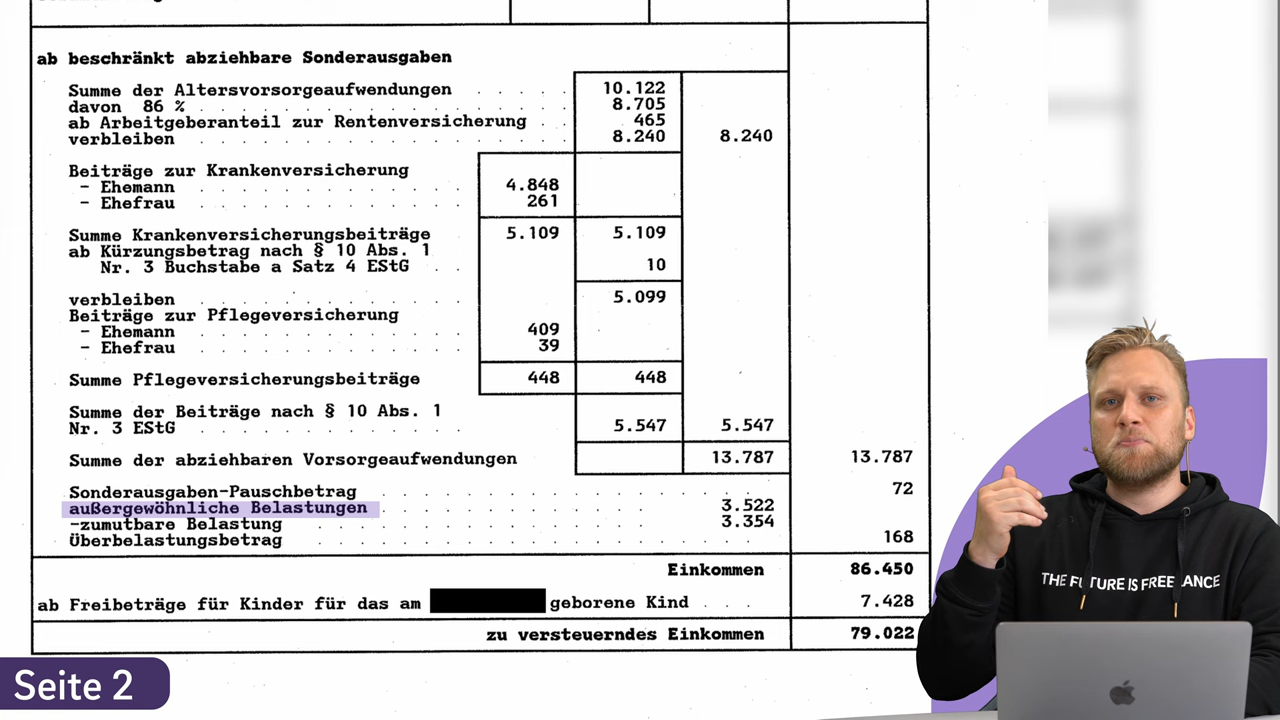 ab beschränkt abziehbare Sonderausgaben
Summe der Altersvorsorgeaufwendungen . . . . . 10.122
davon 86 % . . . . . . . . . . . . . . . . . . 8.705
ab Arbeitgeberanteil zur Rentenversicherung . . 465
verbleiben . . . . . . . . . . . . . . . . . . 8.240 8.240
Beiträge zur Krankenversicherung
- Ehemann . . . . . . . . . . . . . 4.848
- Ehefrau . . . . . . . . . . . . . 261
Summe Krankenversicherungsbeiträge . 5.109 5.109
ab Kürzungsbetrag nach § 10 Abs. 1
Nr. 3 Buchstabe a Satz 4 EStG . . 10
verbleiben . . . . . . . . . . . . . 5.099
Beiträge zur Pflegeversicherung
- Ehemann . . . . . . . . . . . . . 409
- Ehefrau . . . . . . . . . . . . . 39
Summe Pflegeversicherungsbeiträge . . 448 448
Summe der Beiträge nach § 10 Abs. 1
Nr. 3 EStG . . . . . . . . . . . . . 5.547 5.547
Summe der abziehbaren Vorsorgeaufwendungen 13.787 13.787
Sonderausgaben-Pauschbetrag . . . . . . . . . . . . . . . . 72
außergewöhnliche Belastungen . . . . . . . . . . . . 3.522
-zumutbare Belastung . . . . . . . . . . . . . . . 3.354
Überbelastungsbetrag . . . . . . . . . . . . . . . . . . . 168
Einkommen 86.450
ab Freibeträge für Kinder für das am geborene Kind . . . 7.428
zu versteuerndes Einkommen 79.022
THE FUTURE IS FREELANCE
Seite 2